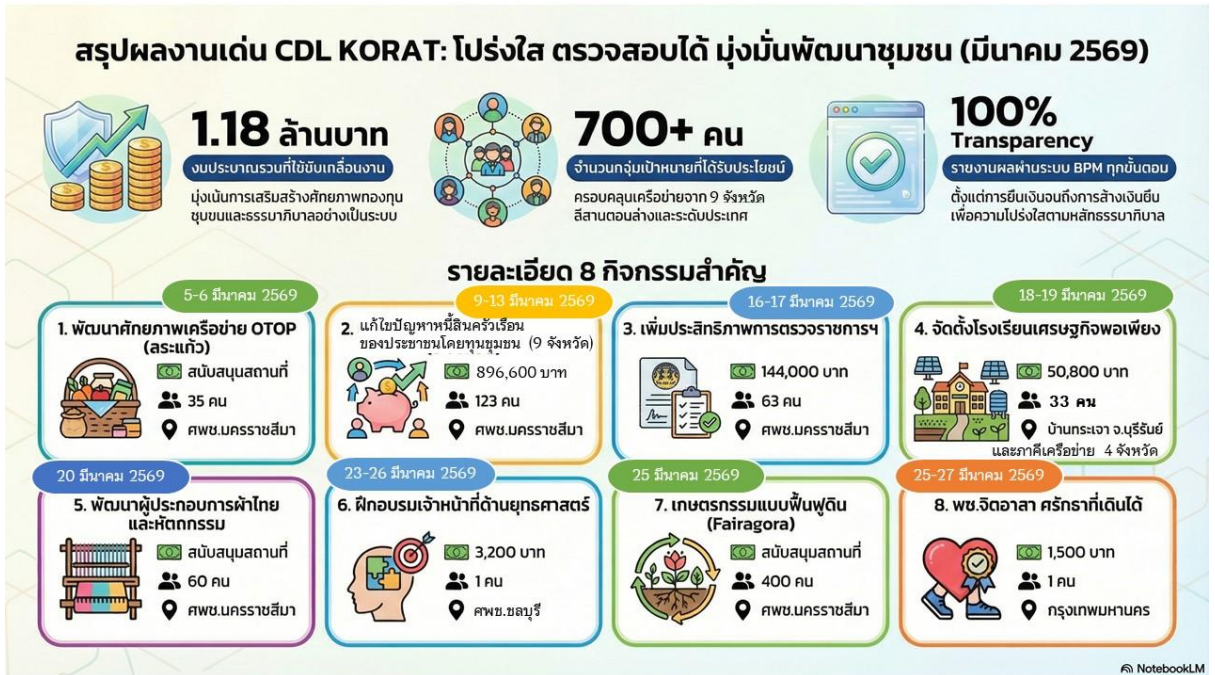 สรุปผลงานเด่น CDL KORAT: โปร่งใส ตรวจสอบได้ มุ่งมั่นพัฒนาชุมชน (มีนาคม 2569)
1.18 ล้านบาท
งบประมาณรวมที่ใช้ขับเคลื่อนงาน
มุ่งเน้นการเสริมสร้างศักยภาพกองทุน
ชุมชนและธรรมาภิบาลอย่างเป็นระบบ
700+ คน
จำนวนกลุ่มเป้าหมายที่ได้รับประโยชน์
ครอบคลุมเครือข่ายจาก 9 จังหวัด
อีสานตอนล่างและระดับประเทศ
100%
Transparency
รายงานผลผ่านระบบ BPM ทุกขั้นตอน
ตั้งแต่การยืมเงินจนถึงการล้างเงินยืม
เพื่อความโปร่งใสตามหลักธรรมาภิบาล
รายละเอียด 8 กิจกรรมสำคัญ
5-6 มีนาคม 2569
1. พัฒนาศักยภาพเครือข่าย OTOP
(สระแก้ว)
สนับสนุนสถานที่
35 คน
ศพช.นครราชสีมา
9-13 มีนาคม 2569
2. แก้ไขปัญหาหนี้สินครัวเรือน
ของประชาชนโดยทุนชุมชน (9 จังหวัด)
896,600 บาท
123 คน
ศพช.นครราชสีมา
16-17 มีนาคม 2569
3. เพิ่มประสิทธิภาพการตรวจราชการฯ
144,000 บาท
63 คน
ศพช.นครราชสีมา
18-19 มีนาคม 2569
4. จัดตั้งโรงเรียนเศรษฐกิจพอเพียง
50,800 บาท
33 คน
บ้านกระเจา จ.บุรีรัมย์
และภาคีเครือข่าย 4 จังหวัด
20 มีนาคม 2569
5. พัฒนาผู้ประกอบการผ้าไทย
และหัตถกรรม
สนับสนุนสถานที่
60 คน
ศพช.นครราชสีมา
23-26 มีนาคม 2569
6. ฝึกอบรมเจ้าหน้าที่ด้านยุทธศาสตร์
3,200 บาท
1 คน
ศพช.ชลบุรี
25 มีนาคม 2569
7. เกษตรกรรมแบบฟื้นฟูดิน
(Fairagora)
สนับสนุนสถานที่
400 คน
ศพช.นครราชสีมา
25-27 มีนาคม 2569
8. พช.จิตอาสา ศรัทธาที่เดินได้
1,500 บาท
1 คน
กรุงเทพมหานคร
NotebookLM